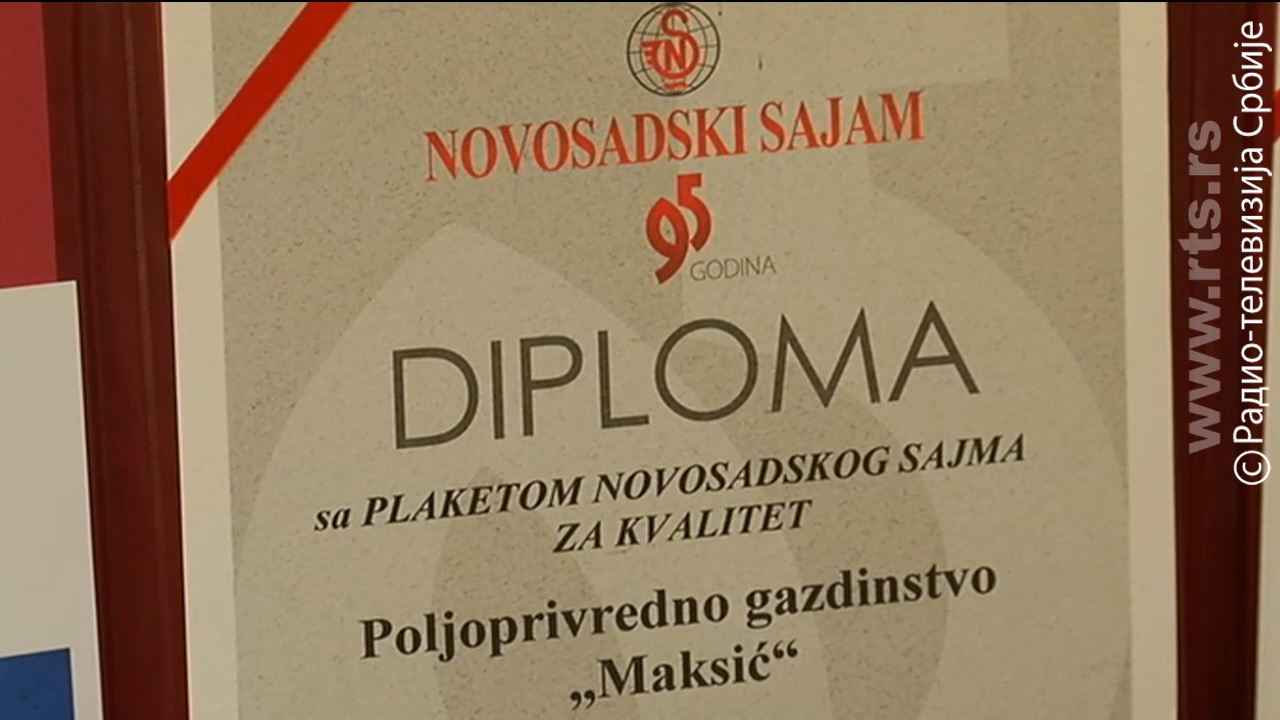 NOVOSADSKI SAJAM
95
GODINA
DIPLOMA
sa PLAKETOM NOVOSADSKOG SAJMA
ZA KVALITET
Poljoprivredno gazdinstvo
„Maksić“
www.rts.rs
© Радио-телевизија Србије